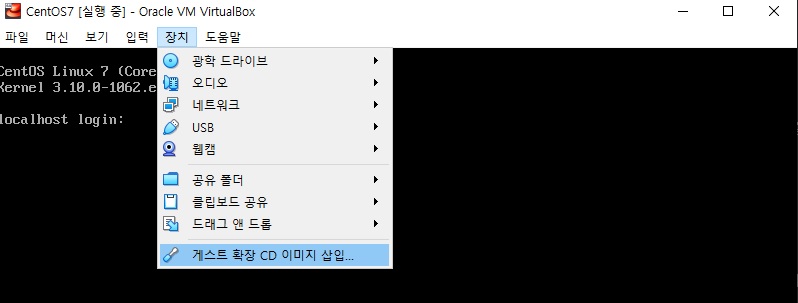 CentOS7 [실행 중] - Oracle VM VirtualBox
파일 머신 보기 입력 장치 도움말
CentOS Linux 7 (Core
Kernel 3.10.0-1062.e
localhost login:
광학 드라이브
오디오
네트워크
USB
웹캠
공유 폴더
클립보드 공유
드래그 앤 드롭
게스트 확장 CD 이미지 삽입...